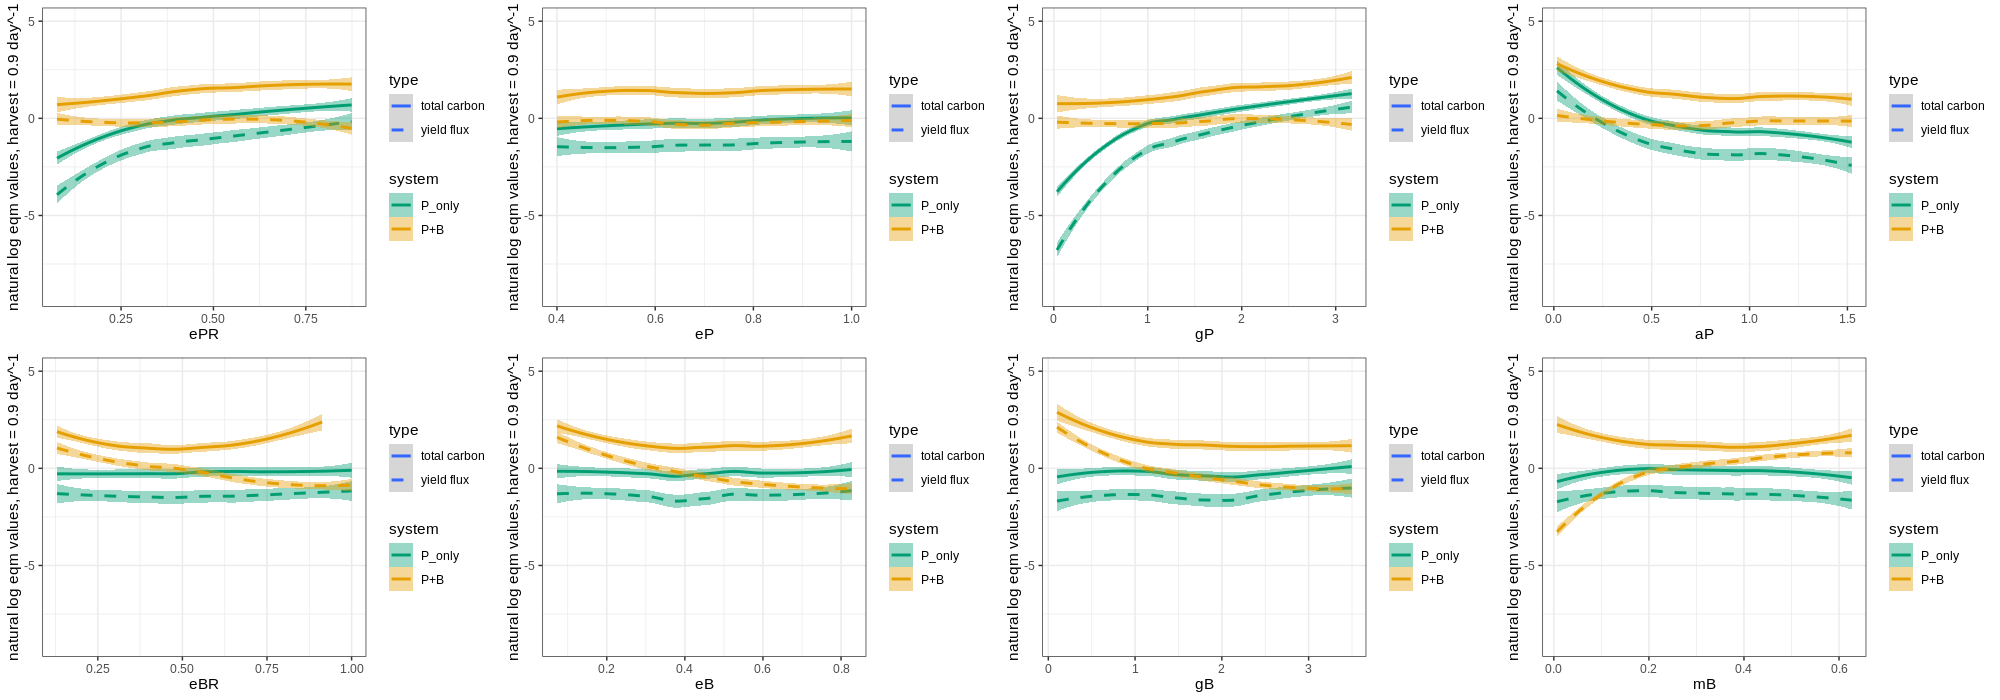 natural log eqm values, harvest = 0.9 day^-1
5
0
-5
0.25
0.50
0.75
ePR
type
total carbon
yield flux
system
P_only
P+B
natural log eqm values, harvest = 0.9 day^-1
5
0
-5
0.4
0.6
0.8
1.0
eP
type
total carbon
yield flux
system
P_only
P+B
natural log eqm values, harvest = 0.9 day^-1
5
0
-5
0
1
2
3
gP
type
total carbon
yield flux
system
P_only
P+B
natural log eqm values, harvest = 0.9 day^-1
5
0
-5
0.0
0.5
1.0
1.5
aP
type
total carbon
yield flux
system
P_only
P+B
natural log eqm values, harvest = 0.9 day^-1
5
0
-5
0.25
0.50
0.75
1.00
eBR
type
total carbon
yield flux
system
P_only
P+B
natural log eqm values, harvest = 0.9 day^-1
5
0
-5
0.2
0.4
0.6
0.8
eB
type
total carbon
yield flux
system
P_only
P+B
natural log eqm values, harvest = 0.9 day^-1
5
0
-5
0
1
2
3
gB
type
total carbon
yield flux
system
P_only
P+B
natural log eqm values, harvest = 0.9 day^-1
5
0
-5
0.0
0.2
0.4
0.6
mB
type
total carbon
yield flux
system
P_only
P+B